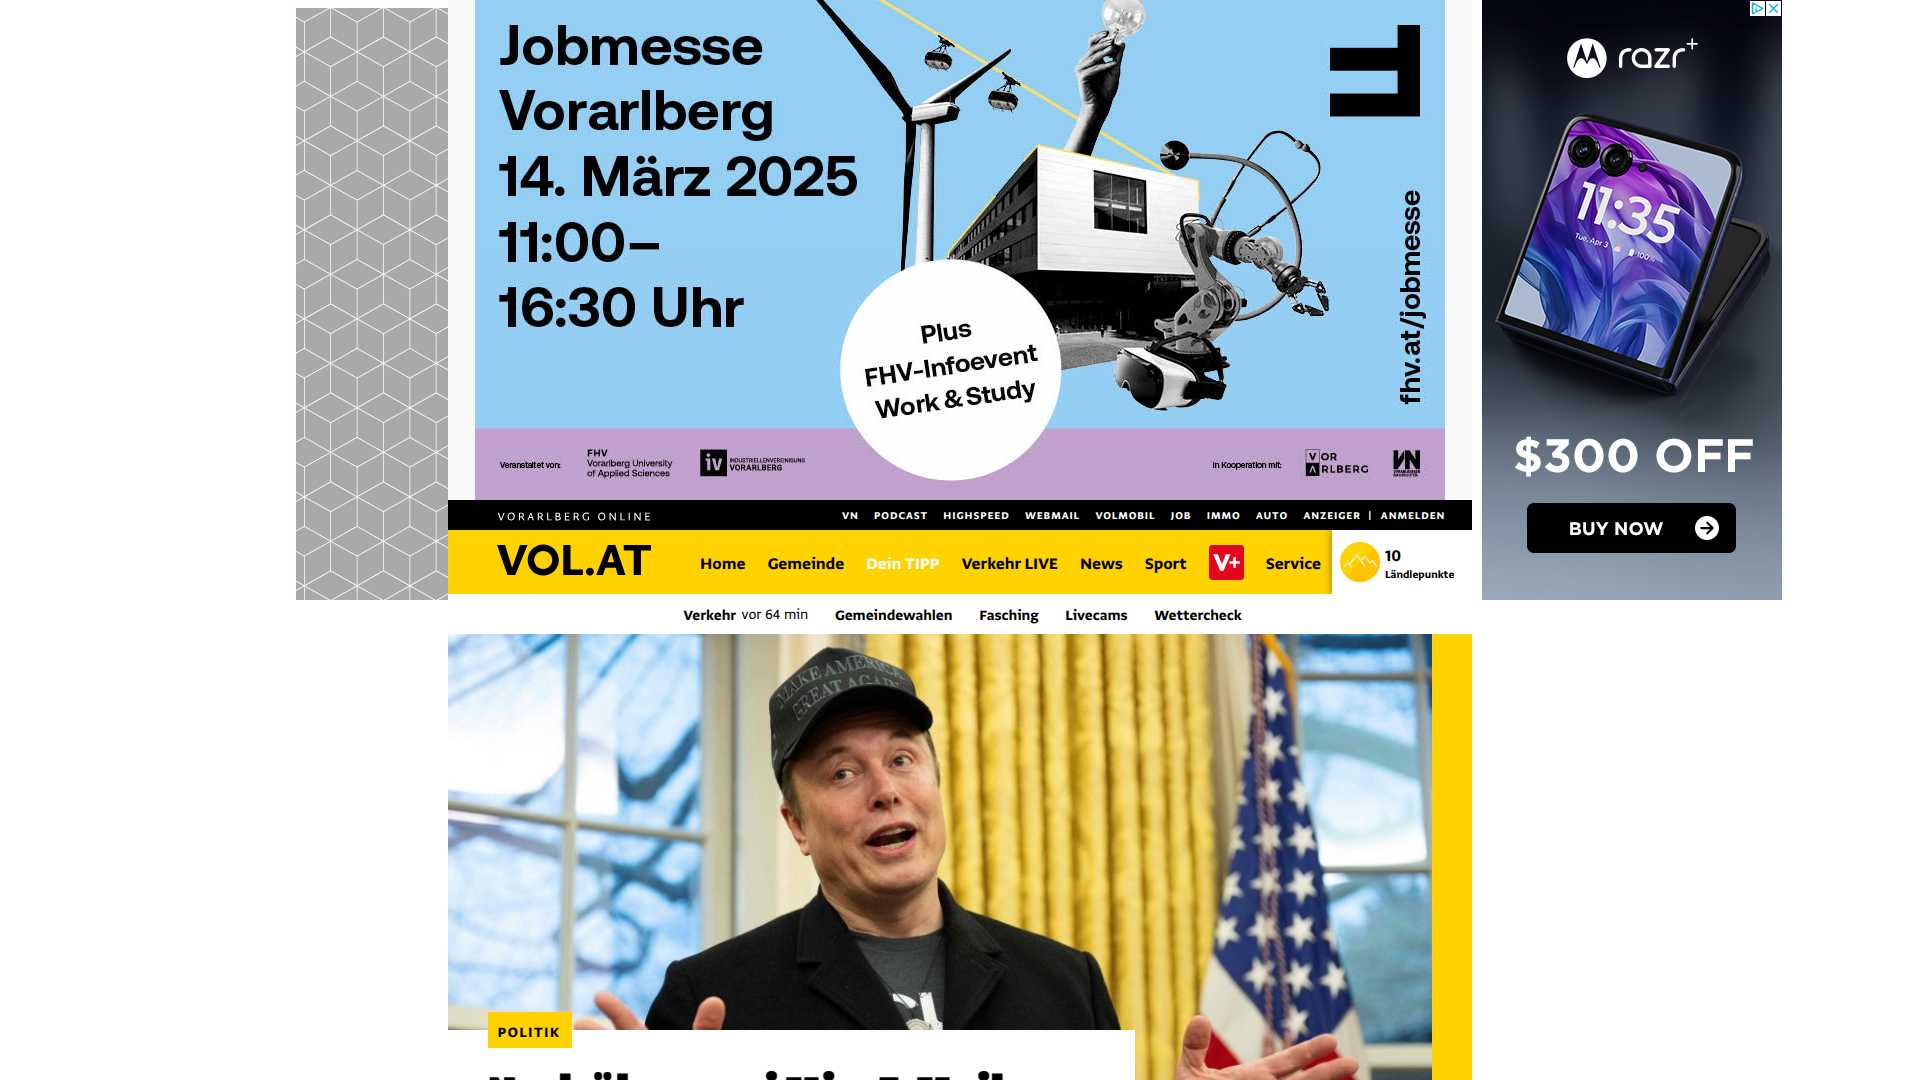 Jobmesse
Vorarlberg
14. März 2025
11:00–
16:30 Uhr
Plus
FHV-Infoevent
Work & Study
fhv.at/jobmesse
Veranstaltet von:
FHV
Vorarlberg University
of Applied Sciences
iv
INDUSTRIELLENVEREINIGUNG
VORARLBERG
In Kooperation mit:
VOR
ARLBERG
VN
razr+
11:35
Tue, Apr 3
100%
$300 OFF
BUY NOW
VORARLBERG ONLINE
VN PODCAST HIGHSPEED WEBMAIL VOLMOBIL JOB IMMO AUTO ANZEIGER | ANMELDEN
VOL.AT
Home Gemeinde Dein TIPP Verkehr LIVE News Sport V+ Service
10
Ländlepunkte
Verkehr vor 64 min Gemeindewahlen Fasching Livecams Wettercheck
MAKE AMERICA
GREAT AGAIN
POLITIK